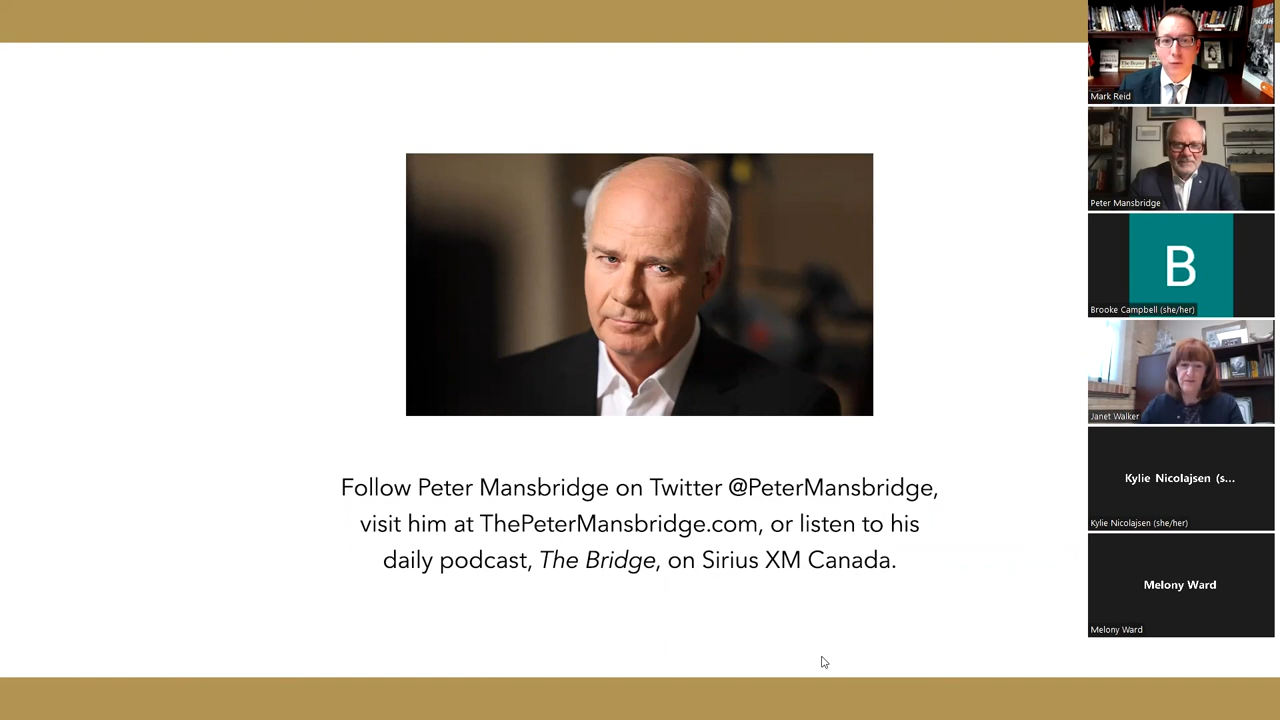 Follow Peter Mansbridge on Twitter @PeterMansbridge,
visit him at ThePeterMansbridge.com, or listen to his
daily podcast, The Bridge, on Sirius XM Canada.
Mark Reid
Peter Mansbridge
B
Brooke Campbell (she/her)
Janet Walker
Kylie Nicolajsen (s...
Kylie Nicolajsen (she/her)
Melony Ward
Melony Ward